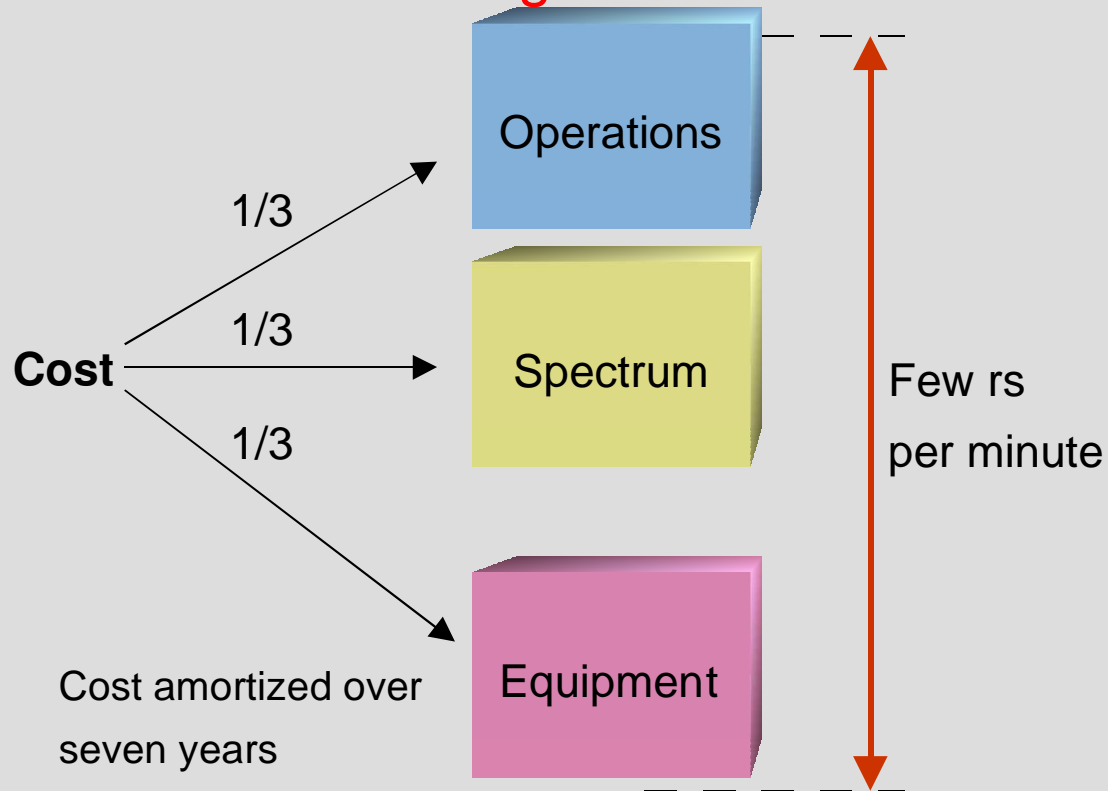 Operations
1/3
1/3
Cost
Spectrum
Few rs
per minute
1/3
Equipment
Cost amortized over
seven years